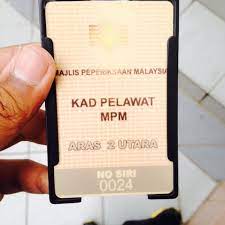 MAJLIS PEPERIKSAAN MALAYSIA
KAD PELAWAT
MPM
ARAS 2 UTARA
NO SIRI
0024